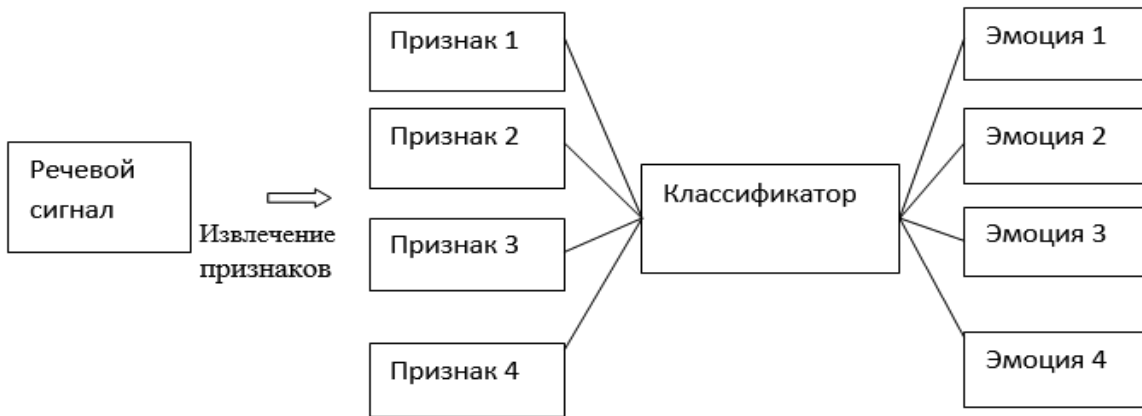 Речевой
сигнал
Извлечение
признаков
Признак 1
Признак 2
Признак 3
Признак 4
Классификатор
Эмоция 1
Эмоция 2
Эмоция 3
Эмоция 4